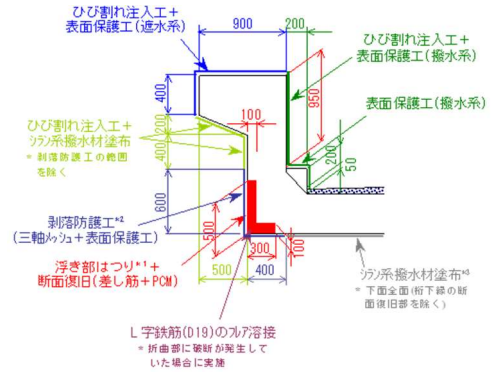 ひび割れ注入工+
表面保護工(遮水系)
900
200
ひび割れ注入工+
表面保護工(撥水系)
400
950
100
表面保護工(撥水系)
ひび割れ注入工+
シラン系撥水材塗布
* 剥落防護工の範囲
を除く
200
400
200
50
600
剥落防護工*2
(三軸メッシュ+表面保護工)
500
浮き部はつり*1+
断面復旧(差し筋+PCM)
300
100
500
400
シラン系撥水材塗布*3
* 下面全面(桁下縁の断
面復旧部を除く)
L字鉄筋(D19)のフレア溶接
* 折曲部に破断が発生して
いた場合に実施